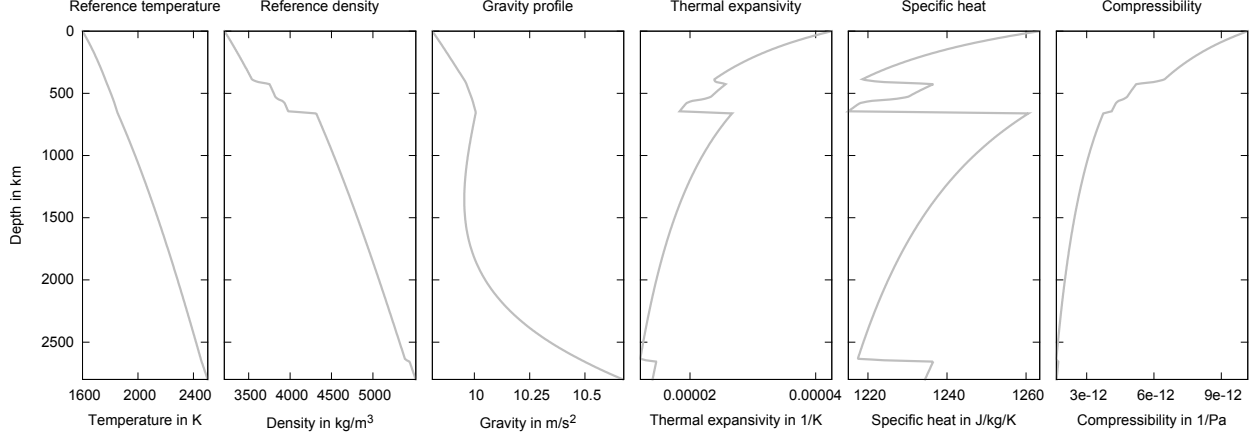 Reference temperature Reference density Gravity profile Thermal expansivity Specific heat Compressibility
0
500
1000
1500
2000
2500
Depth in km
1600 2000 2400 3500 4000 5000 10 10.25 10.5 0.00002 0.00004 1220 1240 1260 3e-12 6e-12 9e-12
Temperature in K Density in kg/m³ Gravity in m/s² Thermal expansivity in 1/K Specific heat in J/kg/K Compressibility in 1/Pa